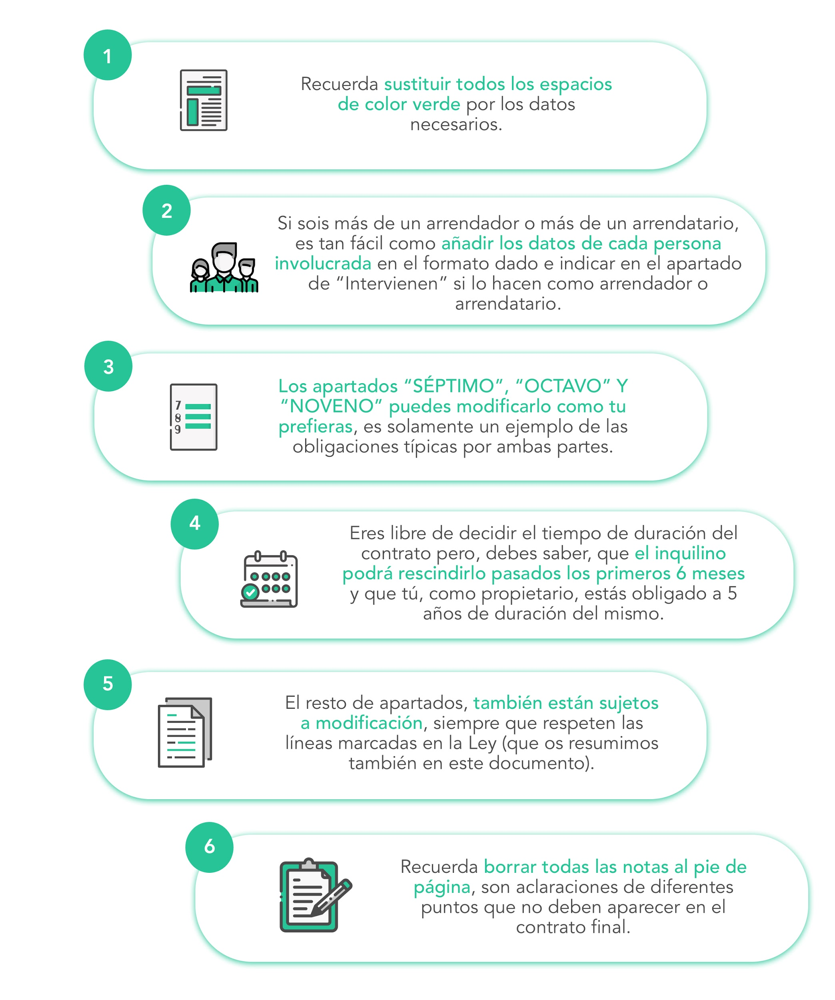 1
Recuerda sustituir todos los espacios
de color verde por los datos
necesarios.
2
Si sois más de un arrendador o más de un arrendatario,
es tan fácil como añadir los datos de cada persona
involucrada en el formato dado e indicar en el apartado
de “Intervienen” si lo hacen como arrendador o
arrendatario.
3
7
8
9
Los apartados “SÉPTIMO”, “OCTAVO” Y
“NOVENO” puedes modificarlo como tu
prefieras, es solamente un ejemplo de las
obligaciones típicas por ambas partes.
4
Eres libre de decidir el tiempo de duración del
contrato pero, debes saber, que el inquilino
podrá rescindirlo pasados los primeros 6 meses
y que tú, como propietario, estás obligado a 5
años de duración del mismo.
5
El resto de apartados, también están sujetos
a modificación, siempre que respeten las
líneas marcadas en la Ley (que os resumimos
también en este documento).
6
Recuerda borrar todas las notas al pie de
página, son aclaraciones de diferentes
puntos que no deben aparecer en el
contrato final.